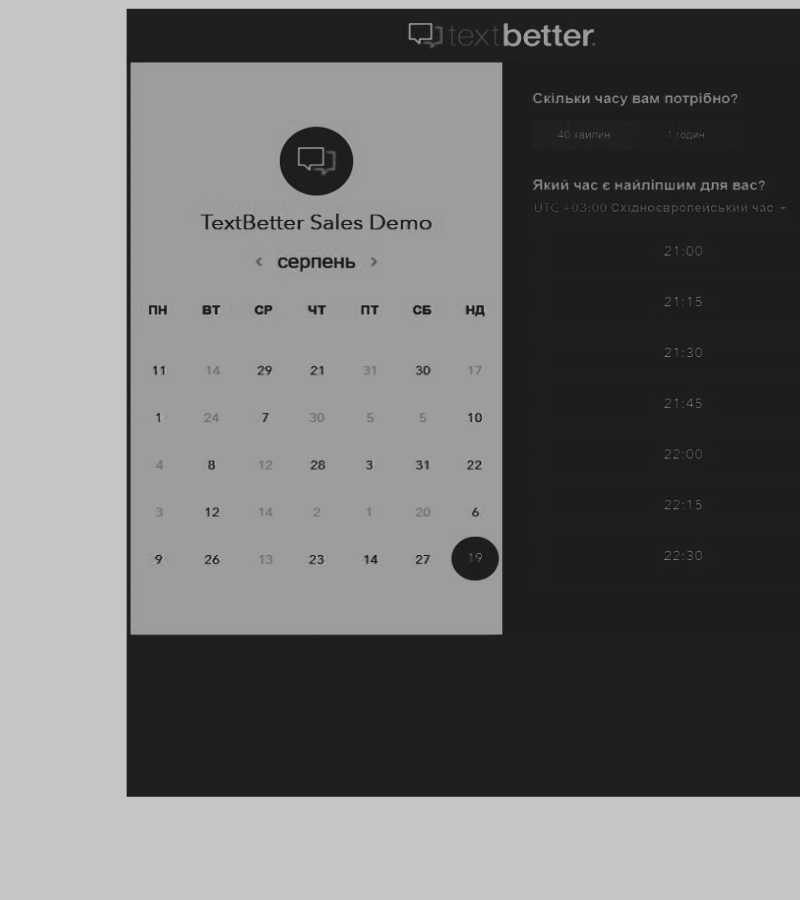 textbetter.
TextBetter Sales Demo
< серпень >
ПН ВТ СР ЧТ ПТ СБ НД
11 14 29 21 31 30 17
1 24 7 30 5 5 10
4 8 12 28 3 31 22
3 12 14 2 1 20 6
9 26 13 23 14 27 19
Скільки часу вам потрібно?
40 хвилин 1 годин
Який час є найліпшим для вас?
UTC +03:00 Східноєвропейський час
21:00
21:15
21:30
21:45
22:00
22:15
22:30